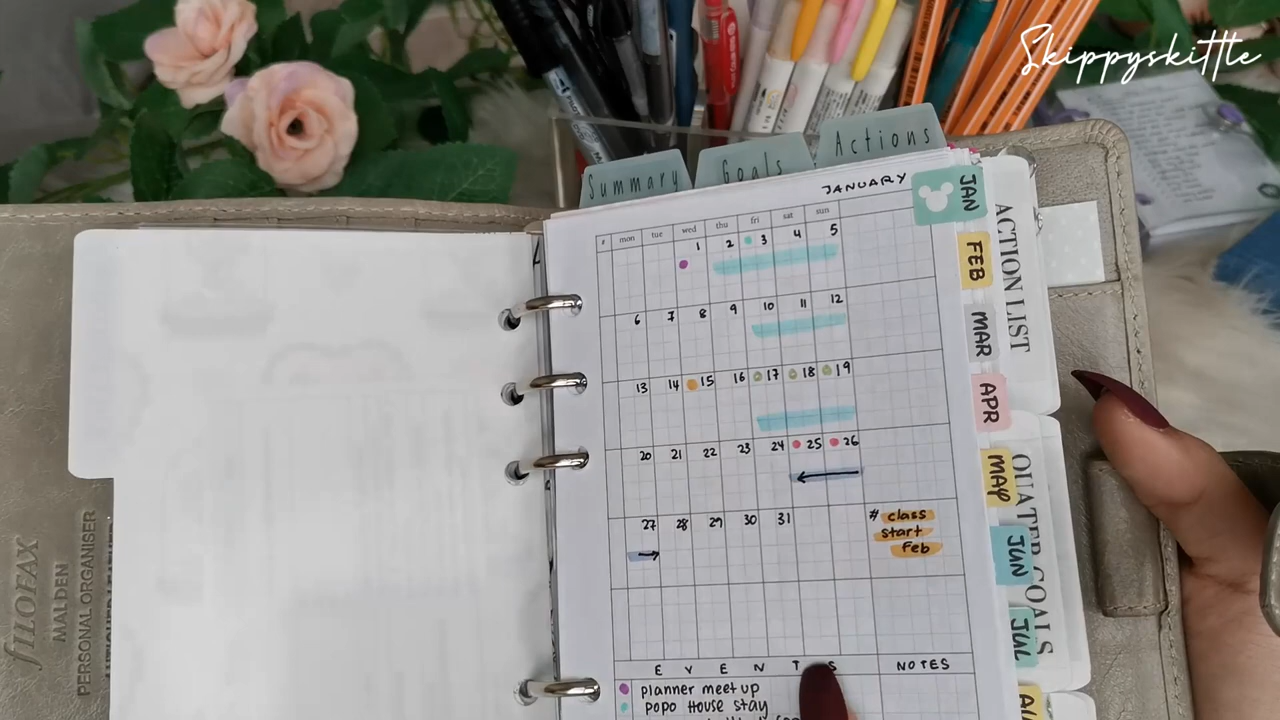 Skippyskittle
Summary
Goals
Actions
JANUARY
JAN
# mon tue wed thu fri sat sun
1 2 3 4 5
6 7 8 9 10 11 12
13 14 15 16 17 18 19
20 21 22 23 24 25 26
27 28 29 30 31
# class
start
Feb
EVENTS
NOTES
planner meet up
popo House stay
FEB
MAR
APR
MAY
JUN
JUL
ACTION LIST
QUATER GOALS
filofax
MALDEN
PERSONAL ORGANISER